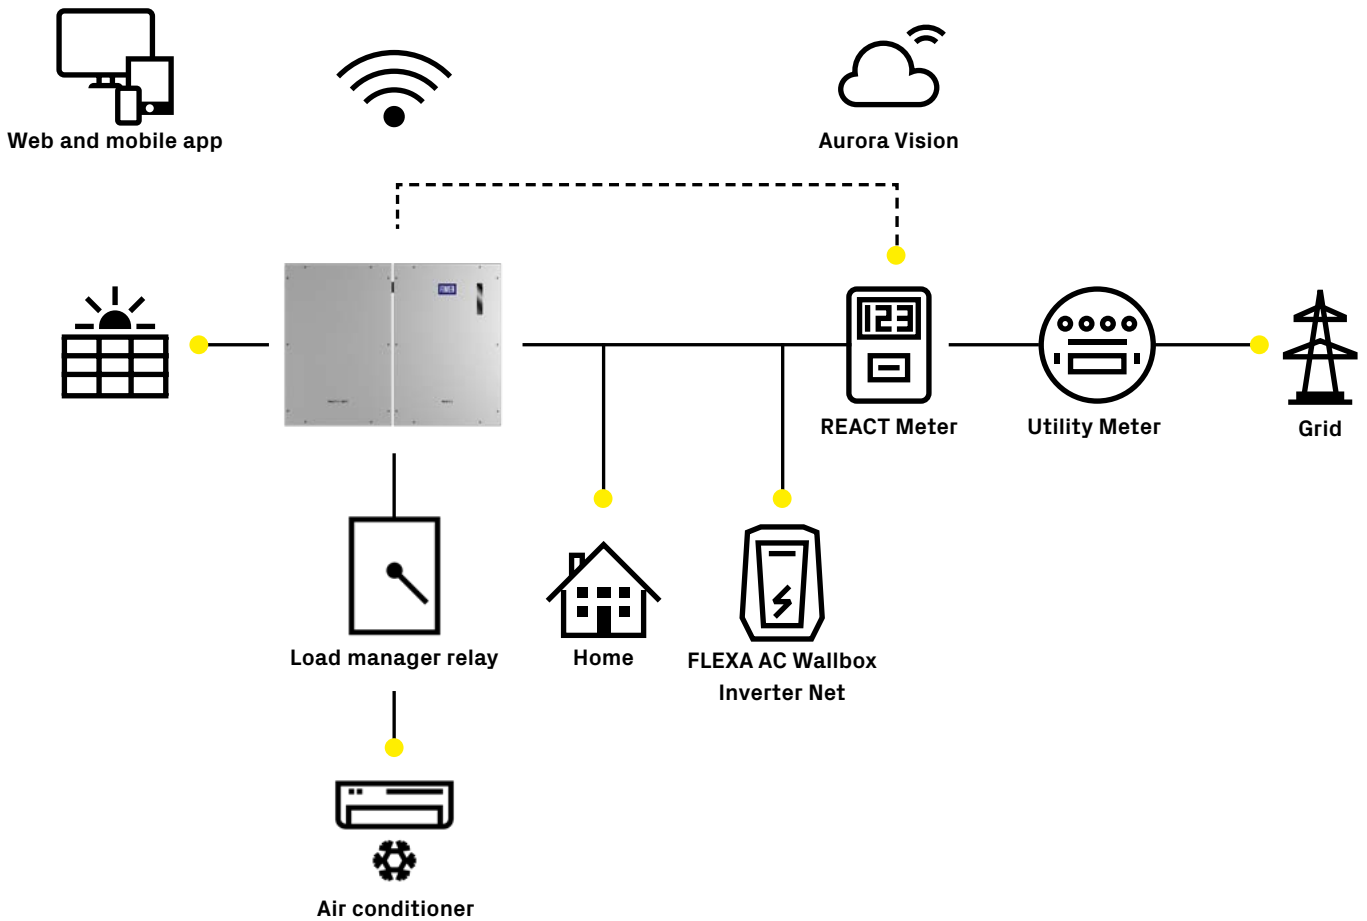 Web and mobile app
Aurora Vision
123
REACT Meter
Utility Meter
Grid
Load manager relay
Home
FLEXA AC Wallbox
Inverter Net
Air conditioner